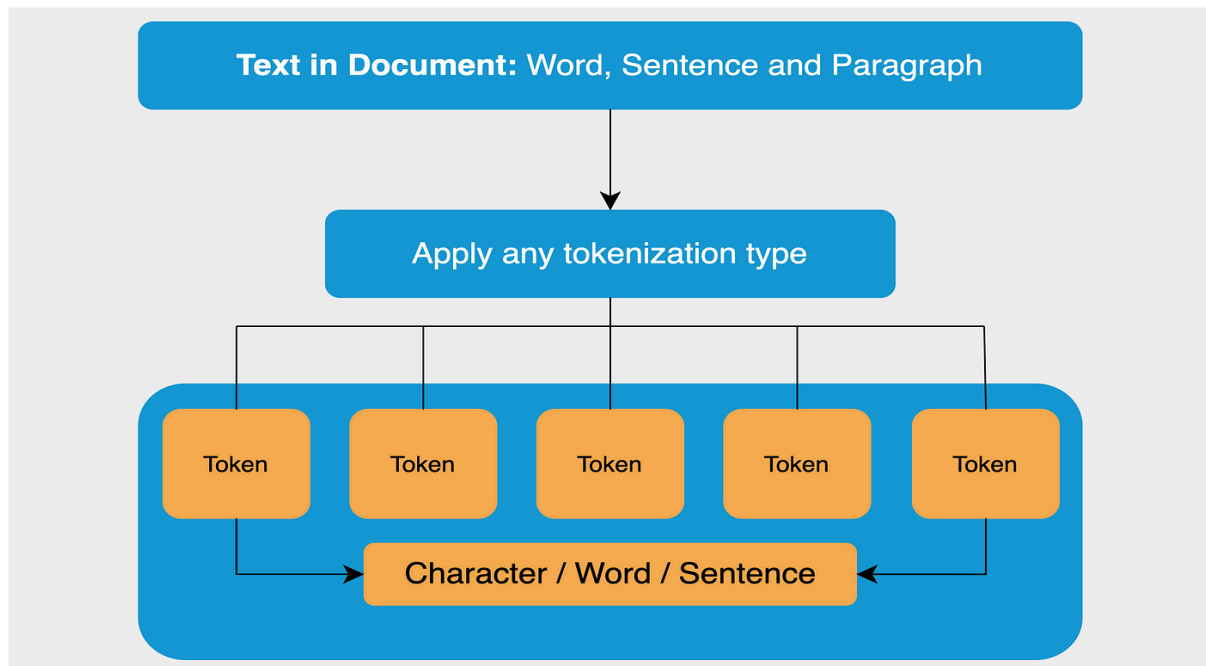 Text in Document: Word, Sentence and Paragraph
Apply any tokenization type
Token
Token
Token
Token
Token
Character / Word / Sentence